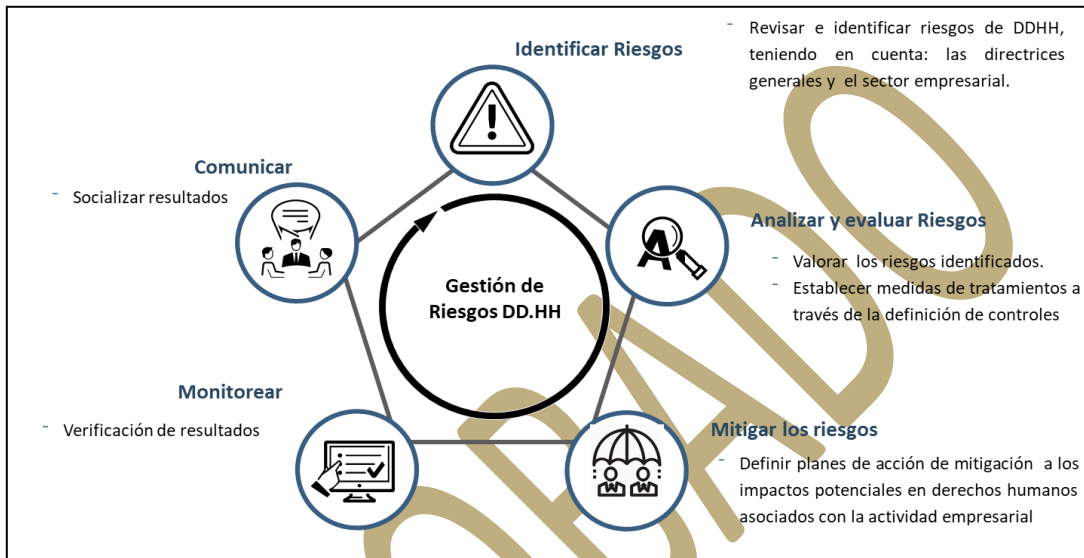 Identificar Riesgos
- Revisar e identificar riesgos de DDHH,
teniendo en cuenta: las directrices
generales y el sector empresarial.
Comunicar
- Socializar resultados
Analizar y evaluar Riesgos
- Valorar los riesgos identificados.
- Establecer medidas de tratamientos a
través de la definición de controles
Gestión de
Riesgos DD.HH
Monitorear
- Verificación de resultados
Mitigar los riesgos
- Definir planes de acción de mitigación a los
impactos potenciales en derechos humanos
asociados con la actividad empresarial
A
OBADO